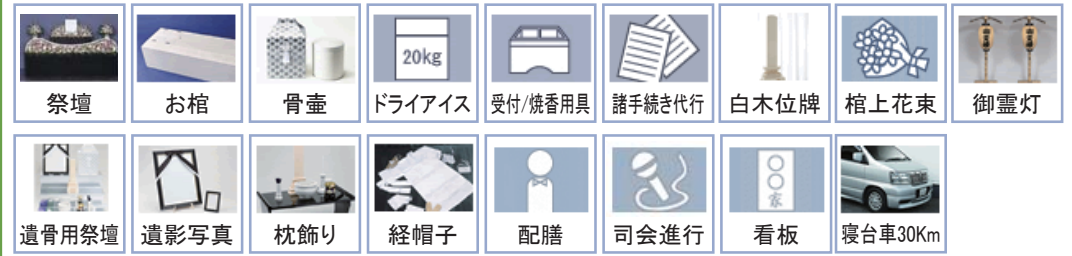 20kg
祭壇
お棺
骨壷
ドライアイス
受付/焼香用具
諸手続き代行
白木位牌
棺上花束
御霊灯
○○家
遺骨用祭壇
遺影写真
枕飾り
経帽子
配膳
司会進行
看板
寝台車30Km